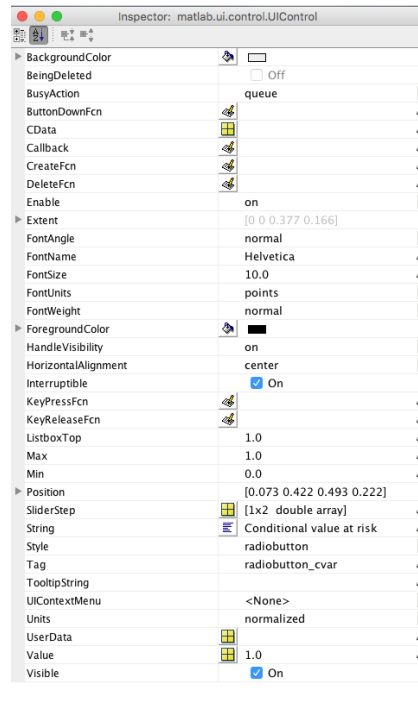 Inspector: matlab.ui.control.UIControl
BackgroundColor
BeingDeleted Off
BusyAction queue
ButtonDownFcn
CData
Callback
CreateFcn
DeleteFcn
Enable on
Extent [0 0 0.377 0.166]
FontAngle normal
FontName Helvetica
FontSize 10.0
FontUnits points
FontWeight normal
ForegroundColor
HandleVisibility on
HorizontalAlignment center
Interruptible On
KeyPressFcn
KeyReleaseFcn
ListboxTop 1.0
Max 1.0
Min 0.0
Position [0.073 0.422 0.493 0.222]
SliderStep [1x2 double array]
String Conditional value at risk
Style radiobutton
Tag radiobutton_cvar
TooltipString
UIContextMenu <None>
Units normalized
UserData
Value 1.0
Visible On